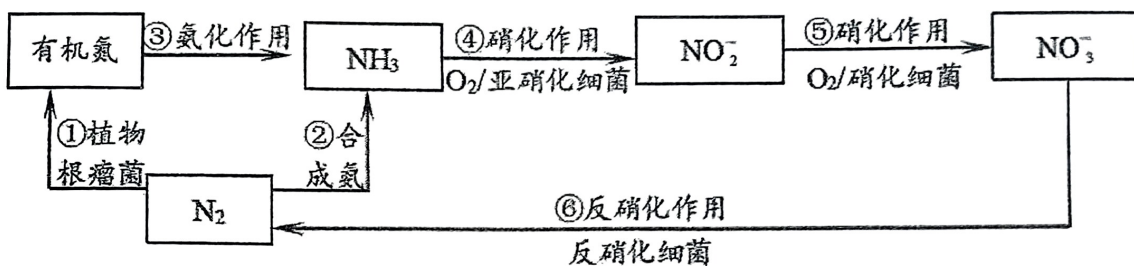 有机氮
③氨化作用
NH₃
④硝化作用
O₂/亚硝化细菌
NO₂⁻
⑤硝化作用
O₂/硝化细菌
NO₃⁻
①植物
根瘤菌
②合
成氨
N₂
⑥反硝化作用
反硝化细菌